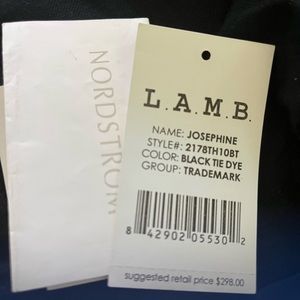 NORDSTROM
L.A.M.B.
NAME: JOSEPHINE
STYLE#: 2178TH10BT
COLOR: BLACK TIE DYE
GROUP: TRADEMARK
8 42902 05530 2
suggested retail price $298.00